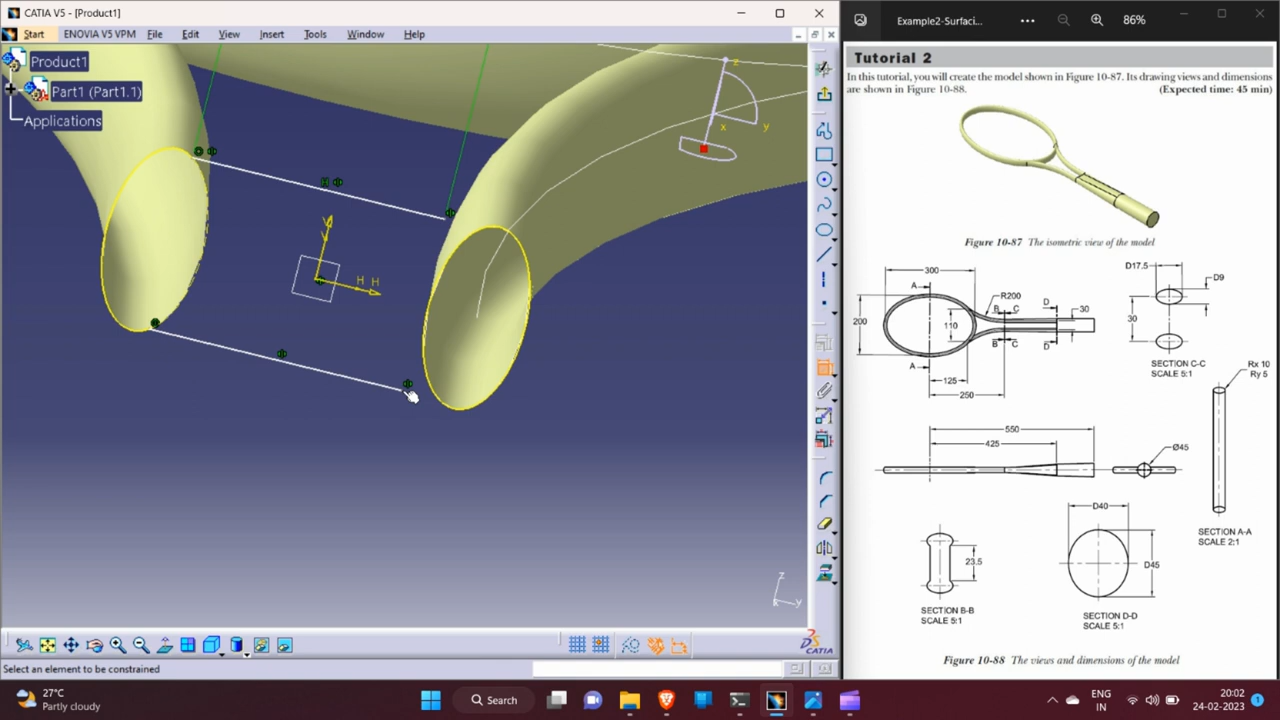 CATIA V5 - [Product1]
Start ENOVIA V5 VPM File Edit View Insert Tools Window Help
Product1
Part1 (Part1.1)
Applications
z
x
y
H
V
V
H H
z
x y
DS CATIA
Select an element to be constrained
Example2-Surfaci...
86%
Tutorial 2
In this tutorial, you will create the model shown in Figure 10-87. Its drawing views and dimensions
are shown in Figure 10-88.
(Expected time: 45 min)
Figure 10-87 The isometric view of the model
300
A
R200
B C
D
30
200
110
B C
D
A
125
250
D17.5
D9
30
SECTION C-C
SCALE 5:1
Rx 10
Ry 5
550
425
Ø45
SECTION A-A
SCALE 2:1
23.5
SECTION B-B
SCALE 5:1
D40
D45
SECTION D-D
SCALE 5:1
Figure 10-88 The views and dimensions of the model
27°C
Partly cloudy
Search
ENG
IN
20:02
24-02-2023
1